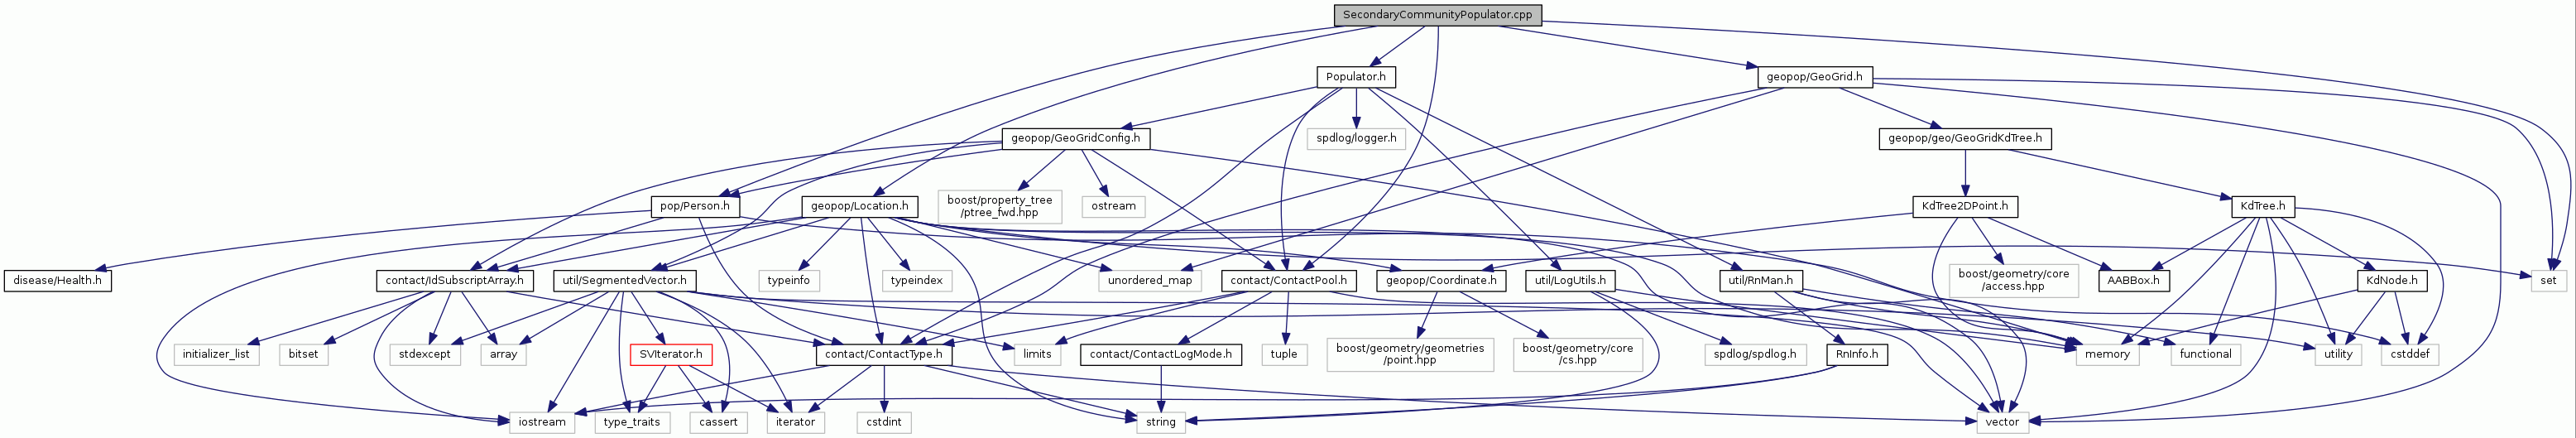 SecondaryCommunityPopulator.cpp
Populator.h
geopop/GeoGrid.h
geopop/GeoGridConfig.h
spdlog/logger.h
geopop/geo/GeoGridKdTree.h
pop/Person.h
geopop/Location.h
boost/property_tree
/ptree_fwd.hpp
ostream
KdTree2DPoint.h
KdTree.h
disease/Health.h
contact/IdSubscriptArray.h
util/SegmentedVector.h
typeinfo
typeindex
unordered_map
contact/ContactPool.h
geopop/Coordinate.h
util/LogUtils.h
util/RnMan.h
boost/geometry/core
/access.hpp
AABBox.h
KdNode.h
set
initializer_list
bitset
stdexcept
array
SVIterator.h
contact/ContactType.h
limits
contact/ContactLogMode.h
tuple
boost/geometry/geometries
/point.hpp
boost/geometry/core
/cs.hpp
spdlog/spdlog.h
RnInfo.h
memory
functional
utility
cstddef
iostream
type_traits
cassert
iterator
cstdint
string
vector